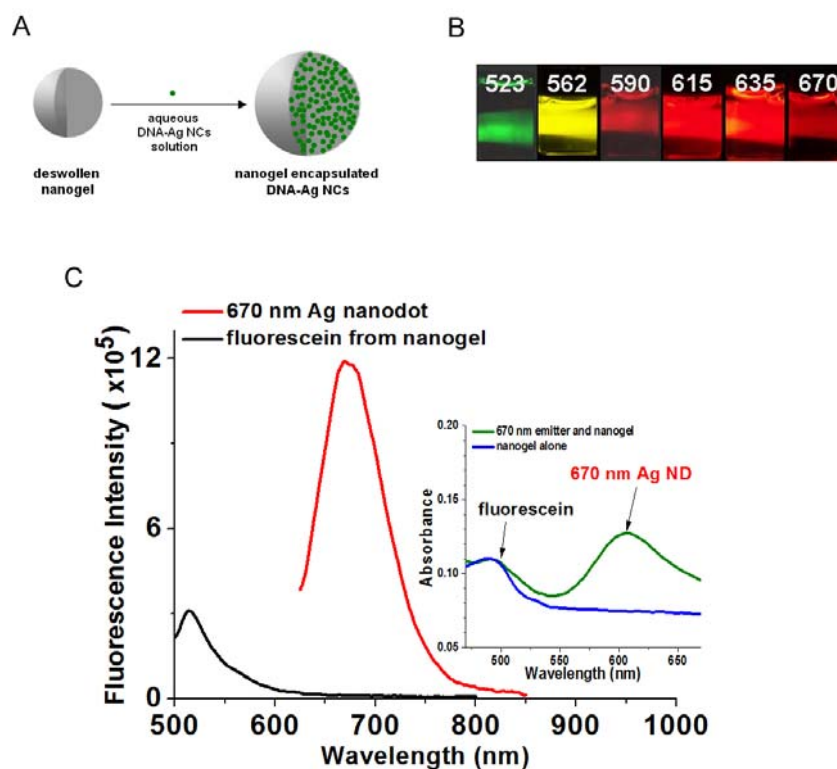 A
aqueous
DNA-Ag NCs
solution
deswollen
nanogel
nanogel encapsulated
DNA-Ag NCs
B
523 562 590 615 635 670
C
670 nm Ag nanodot
fluorescein from nanogel
Fluorescence Intensity ( x10⁵)
12
6
0
500 600 700 800 900 1000
Wavelength (nm)
670 nm emitter and nanogel
nanogel alone
670 nm Ag ND
fluorescein
Absorbance
0.20
0.15
0.10
0.05
500 550 600 650
Wavelength (nm)